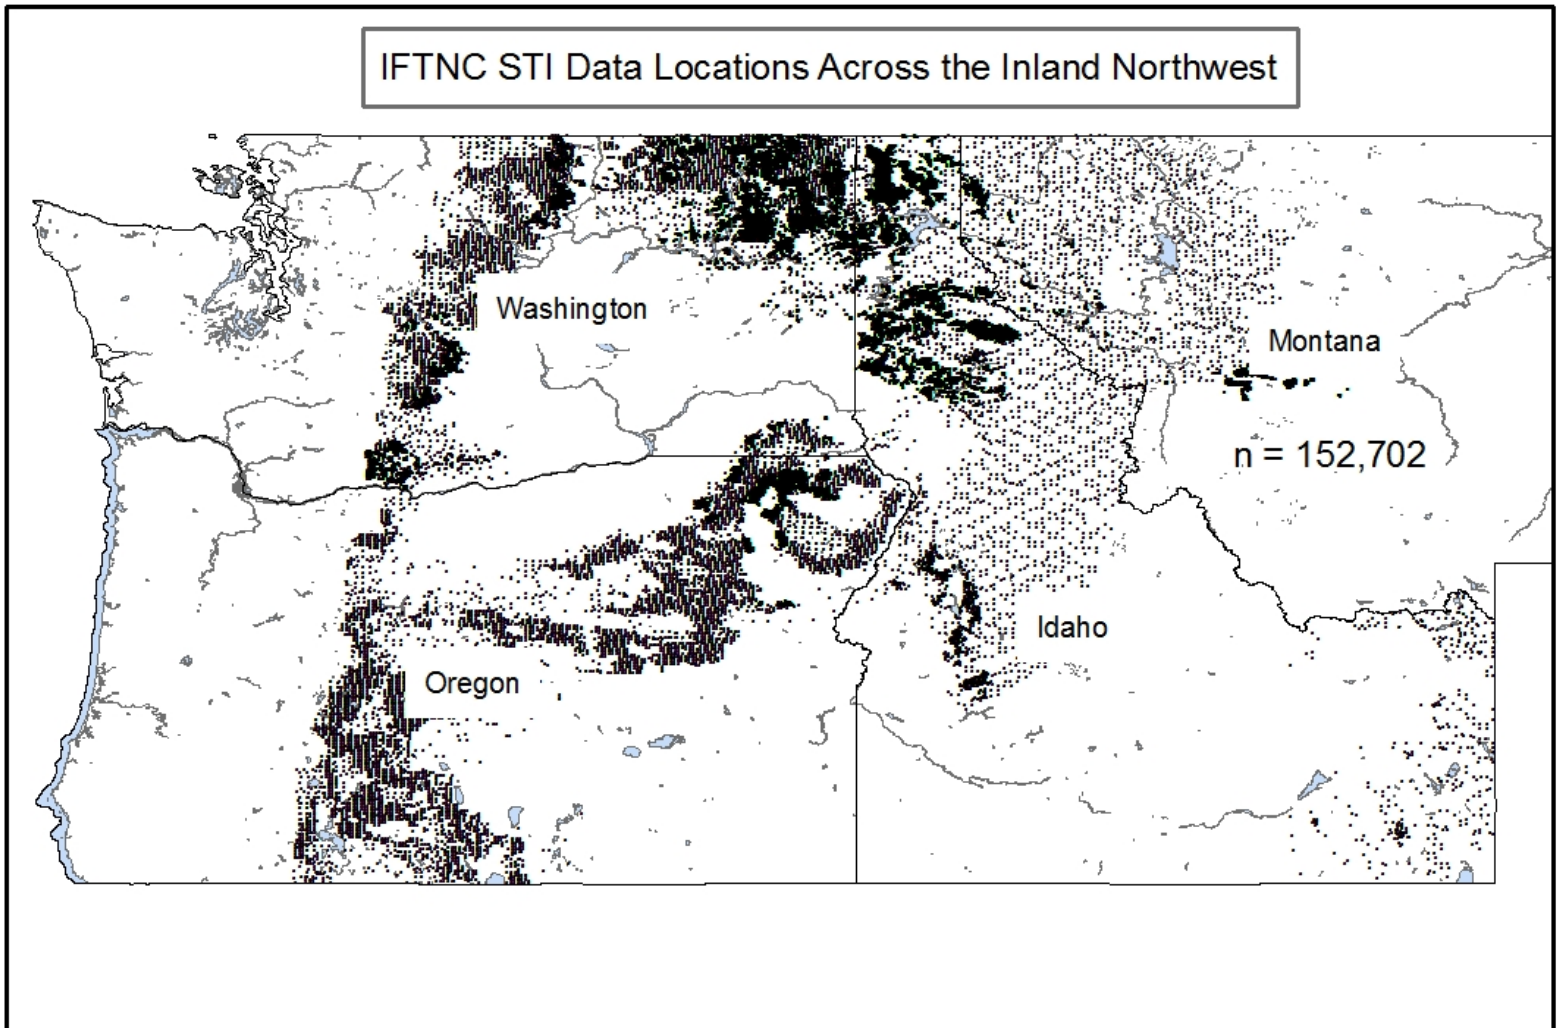 IFTNC STI Data Locations Across the Inland Northwest
Washington
Montana
n = 152,702
Idaho
Oregon